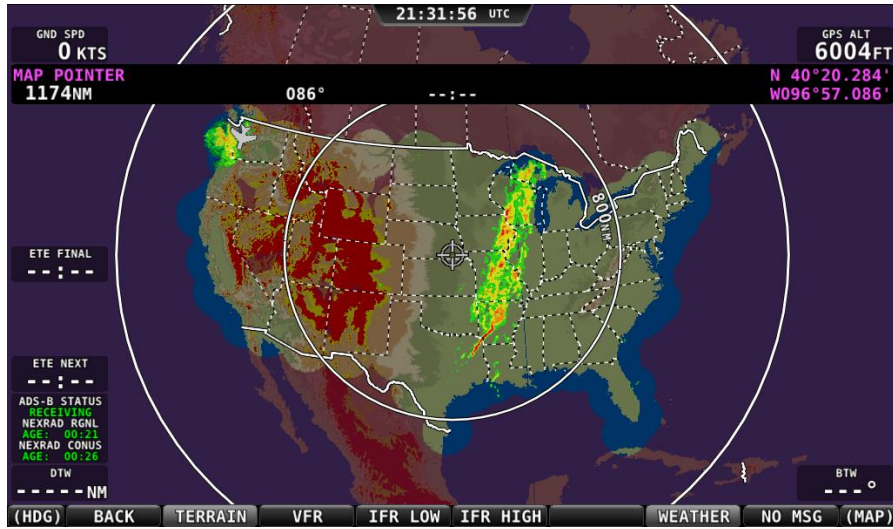 21:31:56 UTC
GND SPD
0 KTS
GPS ALT
6004FT
MAP POINTER
N 40°20.284'
1174NM 086° --:--
W096°57.086'
800NM
ETE FINAL
--:--
ETE NEXT
--:--
ADS-B STATUS
RECEIVING
NEXRAD RGNL
AGE: 00:21
NEXRAD CONUS
AGE: 00:26
DTW
-----NM
BTW
---°
(HDG) BACK TERRAIN VFR IFR LOW IFR HIGH WEATHER NO MSG (MAP)